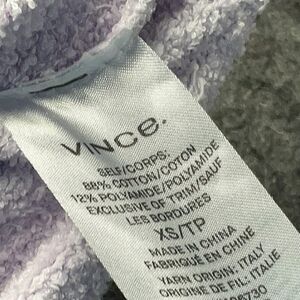 VINCE.
SELF/CORPS:
88% COTTON/COTON
12% POLYAMIDE/POLYAMIDE
EXCLUSIVE OF TRIM/SAUF
LES BORDURES
XS/TP
MADE IN CHINA
FABRIQUÉ EN CHINE
YARN ORIGIN: ITALY
ORIGINE DE FIL: ITALIE